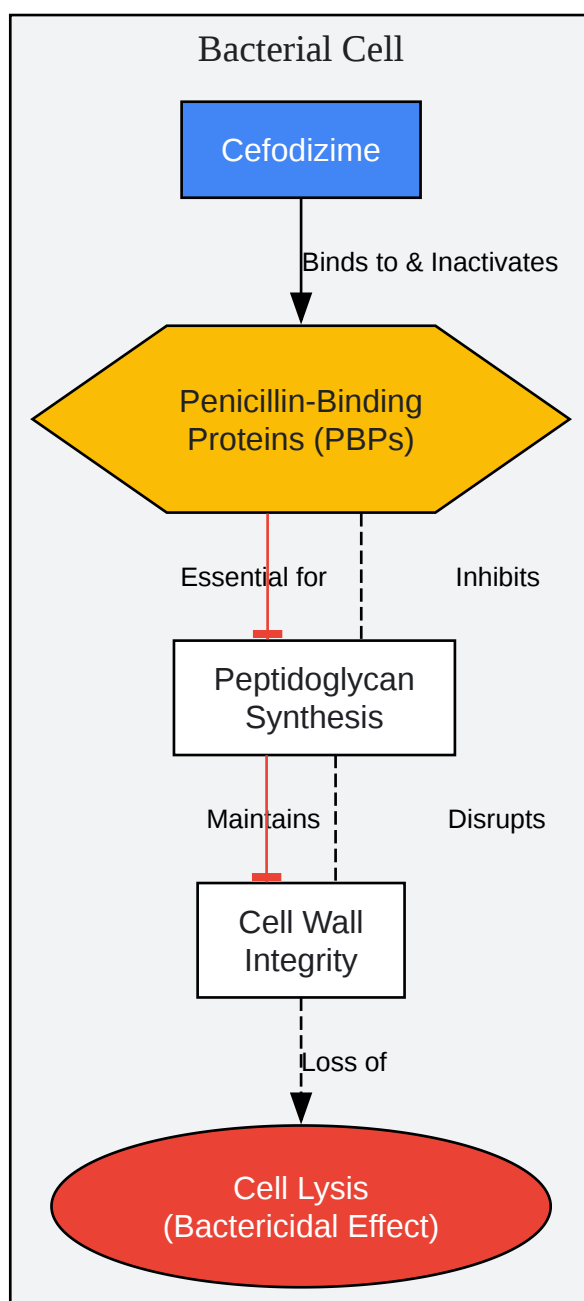 Bacterial Cell
Cefodizime
Binds to & Inactivates
Penicillin-Binding
Proteins (PBPs)
Essential for
Inhibits
Peptidoglycan
Synthesis
Maintains
Disrupts
Cell Wall
Integrity
Loss of
Cell Lysis
(Bactericidal Effect)